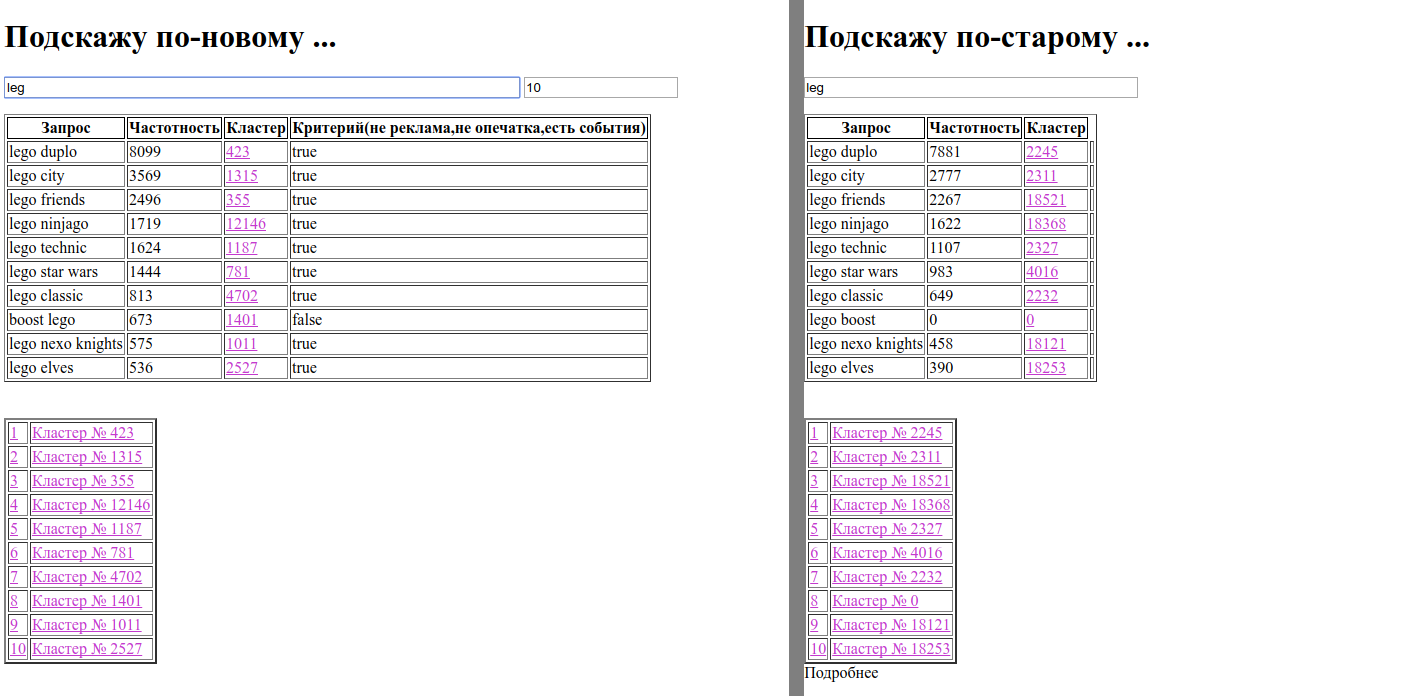 Подскажу по-новому ...
leg 10
Запрос Частотность Кластер Критерий(не реклама,не опечатка,есть события)
lego duplo 8099 423 true
lego city 3569 1315 true
lego friends 2496 355 true
lego ninjago 1719 12146 true
lego technic 1624 1187 true
lego star wars 1444 781 true
lego classic 813 4702 true
boost lego 673 1401 false
lego nexo knights 575 1011 true
lego elves 536 2527 true
1 Кластер № 423
2 Кластер № 1315
3 Кластер № 355
4 Кластер № 12146
5 Кластер № 1187
6 Кластер № 781
7 Кластер № 4702
8 Кластер № 1401
9 Кластер № 1011
10 Кластер № 2527
Подскажу по-старому ...
leg
Запрос Частотность Кластер
lego duplo 7881 2245
lego city 2777 2311
lego friends 2267 18521
lego ninjago 1622 18368
lego technic 1107 2327
lego star wars 983 4016
lego classic 649 2232
lego boost 0 0
lego nexo knights 458 18121
lego elves 390 18253
1 Кластер № 2245
2 Кластер № 2311
3 Кластер № 18521
4 Кластер № 18368
5 Кластер № 2327
6 Кластер № 4016
7 Кластер № 2232
8 Кластер № 0
9 Кластер № 18121
10 Кластер № 18253
Подробнее